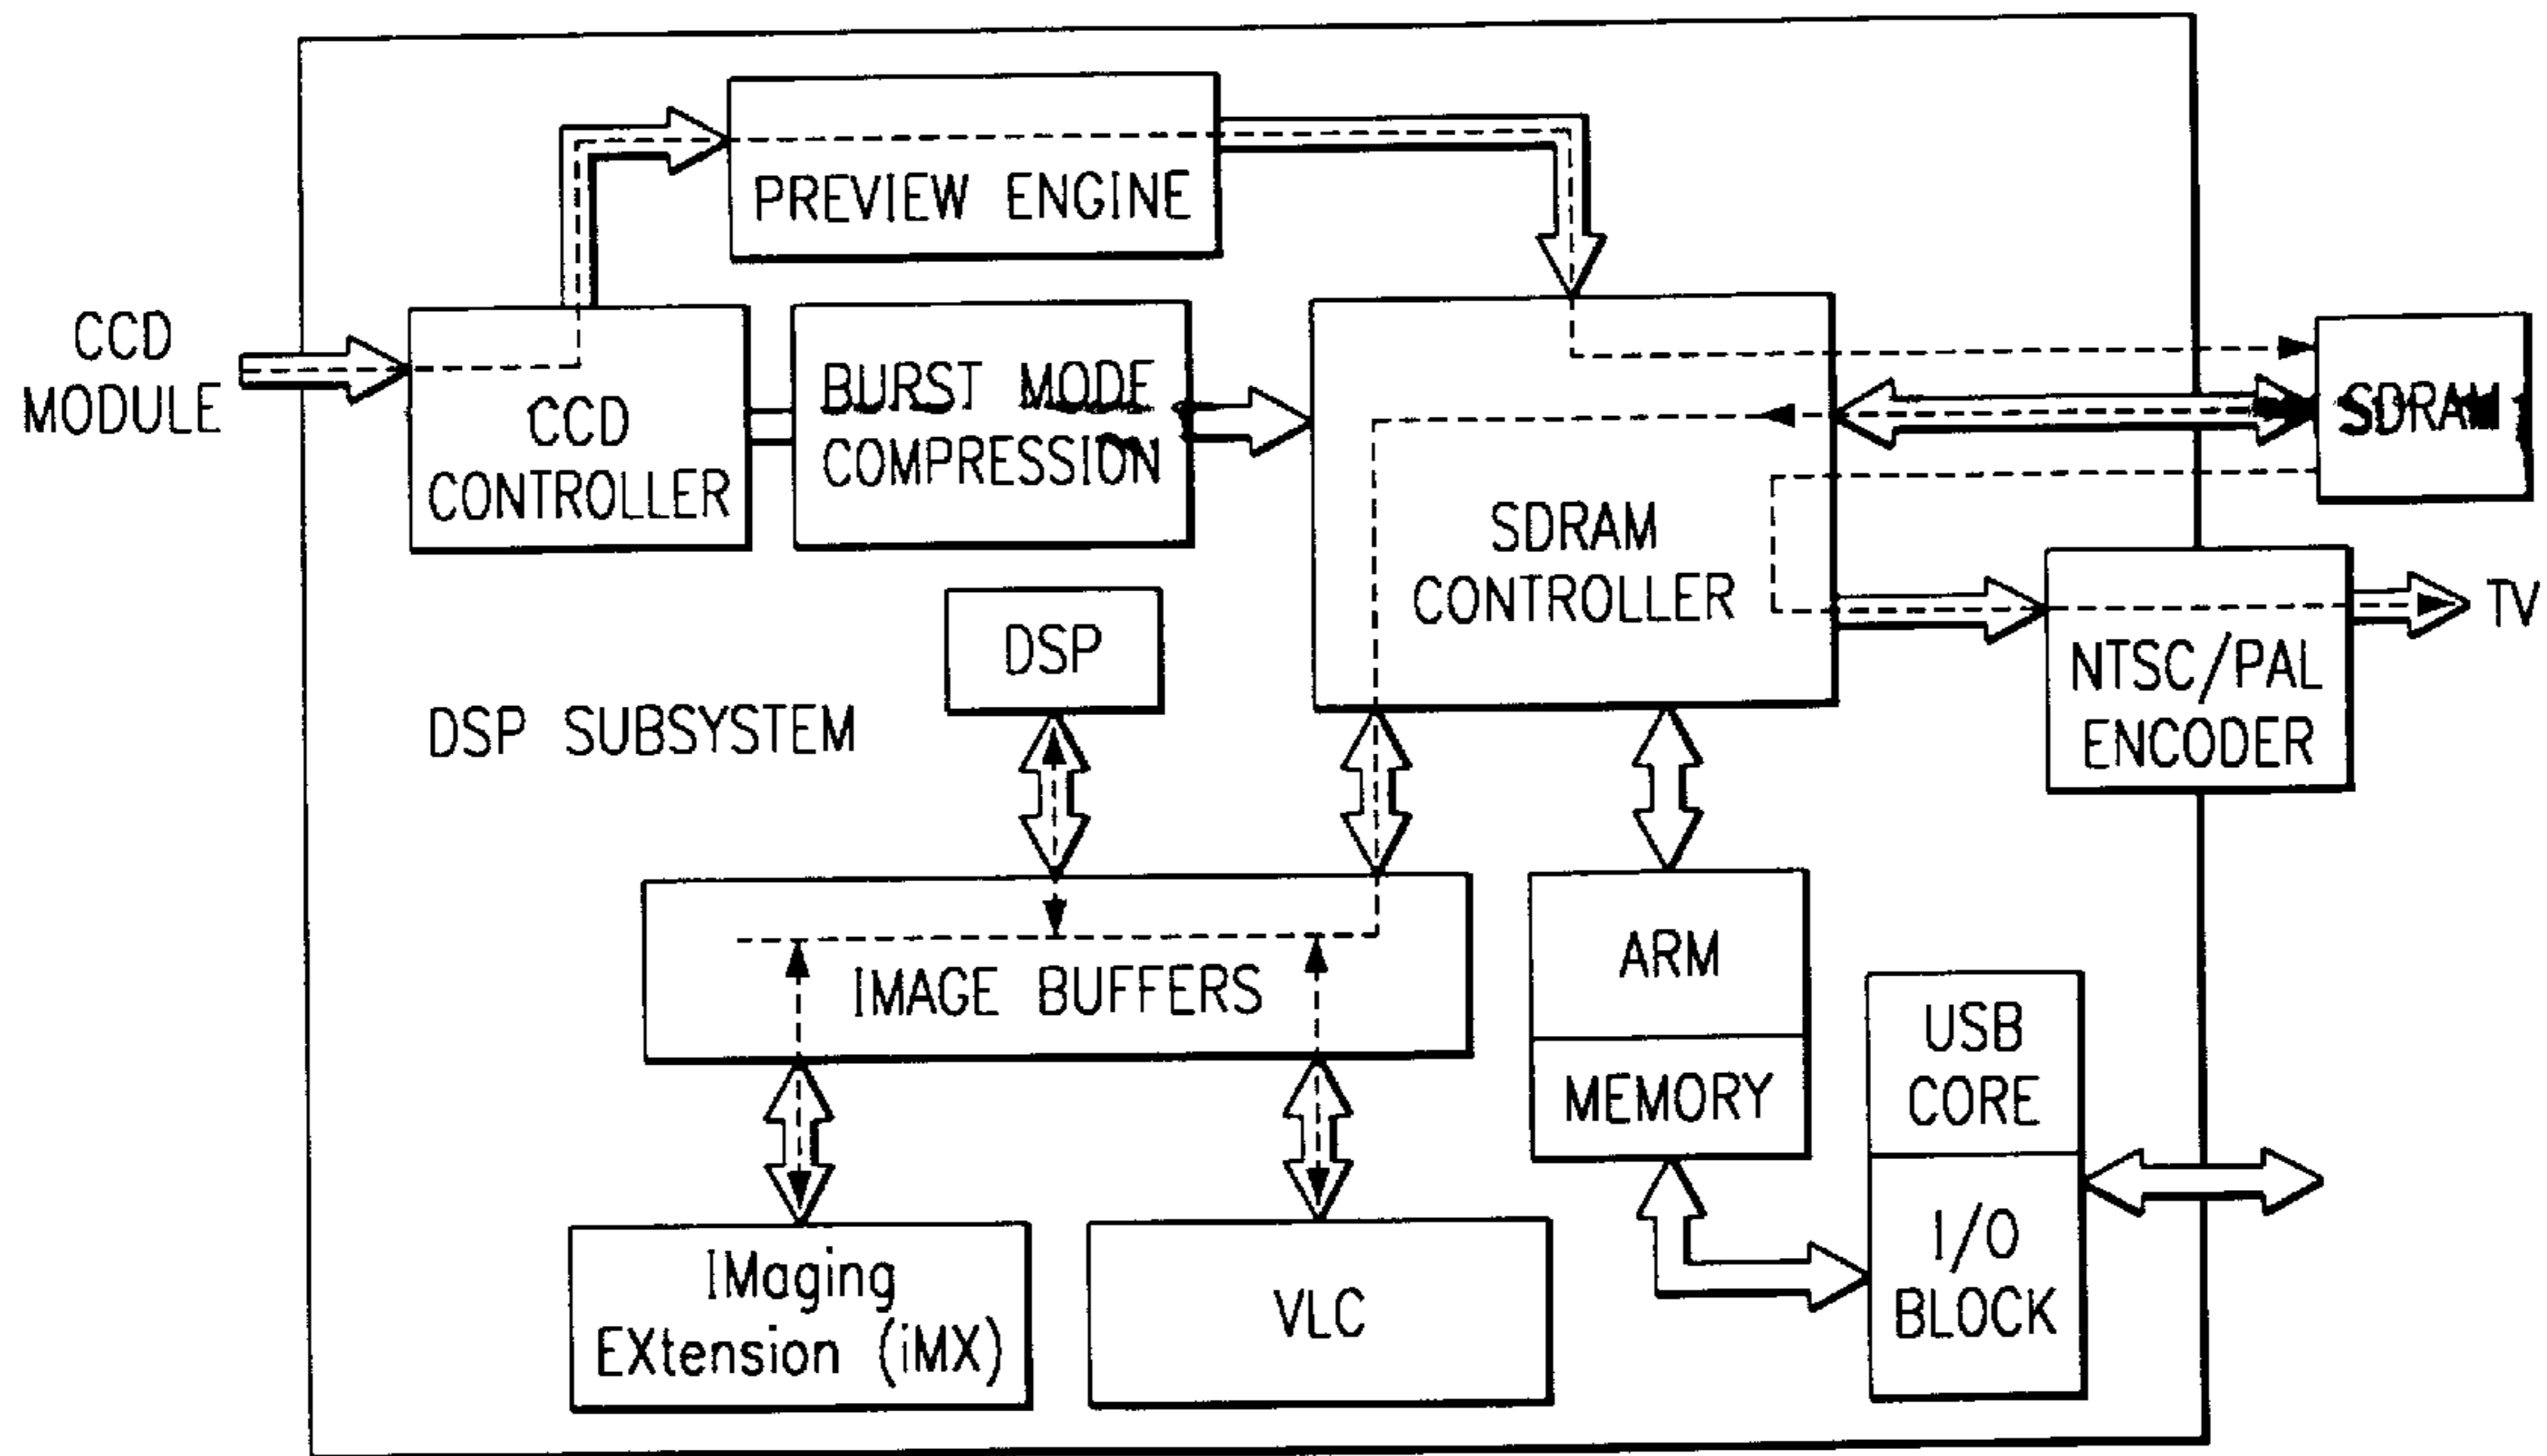 PREVIEW ENGINE
CCD
MODULE
CCD
CONTROLLER
BURST MODE
COMPRESSION
SDRAM
CONTROLLER
SDRAM
TV
NTSC/PAL
ENCODER
DSP
DSP SUBSYSTEM
IMAGE BUFFERS
ARM
MEMORY
USB
CORE
I/O
BLOCK
IMaging
EXtension (iMX)
VLC